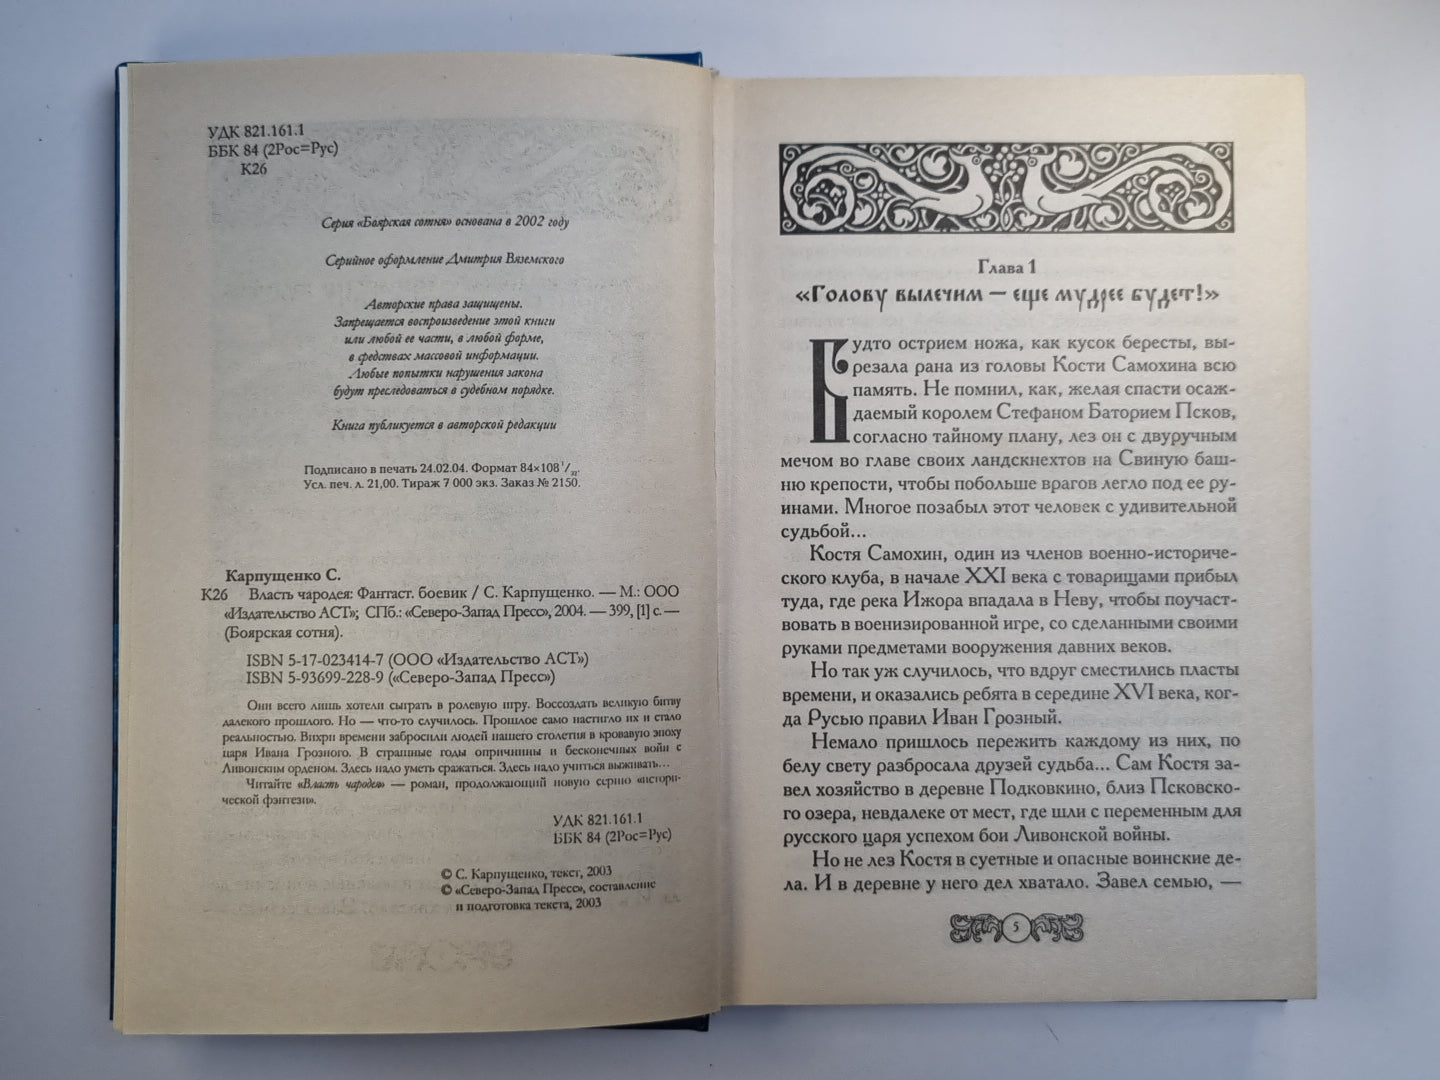 УДК 821.161.1
ББК 84 (2Рос=Рус)
К26
Серия «Боярская сотня» основана в 2002 году
Серийное оформление Дмитрия Вяземского
Авторские права защищены.
Запрещается воспроизведение этой книги
или любой ее части, в любой форме,
в средствах массовой информации.
Любые попытки нарушения закона
будут преследоваться в судебном порядке.
Книга публикуется в авторской редакции
Подписано в печать 24.02.04. Формат 84×108 1/32.
Усл. печ. л. 21,00. Тираж 7 000 экз. Заказ № 2150.
Карпущенко С.
К26 Власть чародея: Фантаст. боевик / С. Карпущенко. — М.: ООО
«Издательство АСТ»; СПб.: «Северо-Запад Пресс», 2004. — 399, [1] с. —
(Боярская сотня).
ISBN 5-17-023414-7 (ООО «Издательство АСТ»)
ISBN 5-93699-228-9 («Северо-Запад Пресс»)
Они всего лишь хотели сыграть в ролевую игру. Воссоздать великую битву
далекого прошлого. Но — что-то случилось. Прошлое само настигло их и стало
реальностью. Вихри времени забросили людей нашего столетия в кровавую эпоху
царя Ивана Грозного. В страшные годы опричнины и бесконечных войн с
Ливонским орденом. Здесь надо уметь сражаться. Здесь надо учиться выживать...
Читайте «Власть чародея» — роман, продолжающий новую серию «истори-
ческой фэнтези».
УДК 821.161.1
ББК 84 (2Рос=Рус)
© С. Карпущенко, текст, 2003
© «Северо-Запад Пресс», составление
и подготовка текста, 2003
Глава 1
«Голову вылечим — еще мудрее будет!»
Будто острием ножа, как кусок бересты, вы-
резала рана из головы Кости Самохина всю
память. Не помнил, как, желая спасти осаж-
даемый королем Стефаном Баторием Псков,
согласно тайному плану, лез он с двуручным
мечом во главе своих ландскнехтов на Свиную баш-
ню крепости, чтобы побольше врагов легло под ее ру-
инами. Многое позабыл этот человек с удивительной
судьбой...
Костя Самохин, один из членов военно-историче-
ского клуба, в начале XXI века с товарищами прибыл
туда, где река Ижора впадала в Неву, чтобы поучаст-
вовать в военизированной игре, со сделанными своими
руками предметами вооружения давних веков.
Но так уж случилось, что вдруг сместились пласты
времени, и оказались ребята в середине XVI века, ког-
да Русью правил Иван Грозный.
Немало пришлось пережить каждому из них, по
белу свету разбросала друзей судьба... Сам Костя за-
вел хозяйство в деревне Подковкино, близ Псковско-
го озера, невдалеке от мест, где шли с переменным для
русского царя успехом бои Ливонской войны.
Но не лез Костя в суетные и опасные воинские де-
ла. И в деревне у него дел хватало. Завел семью, —
5